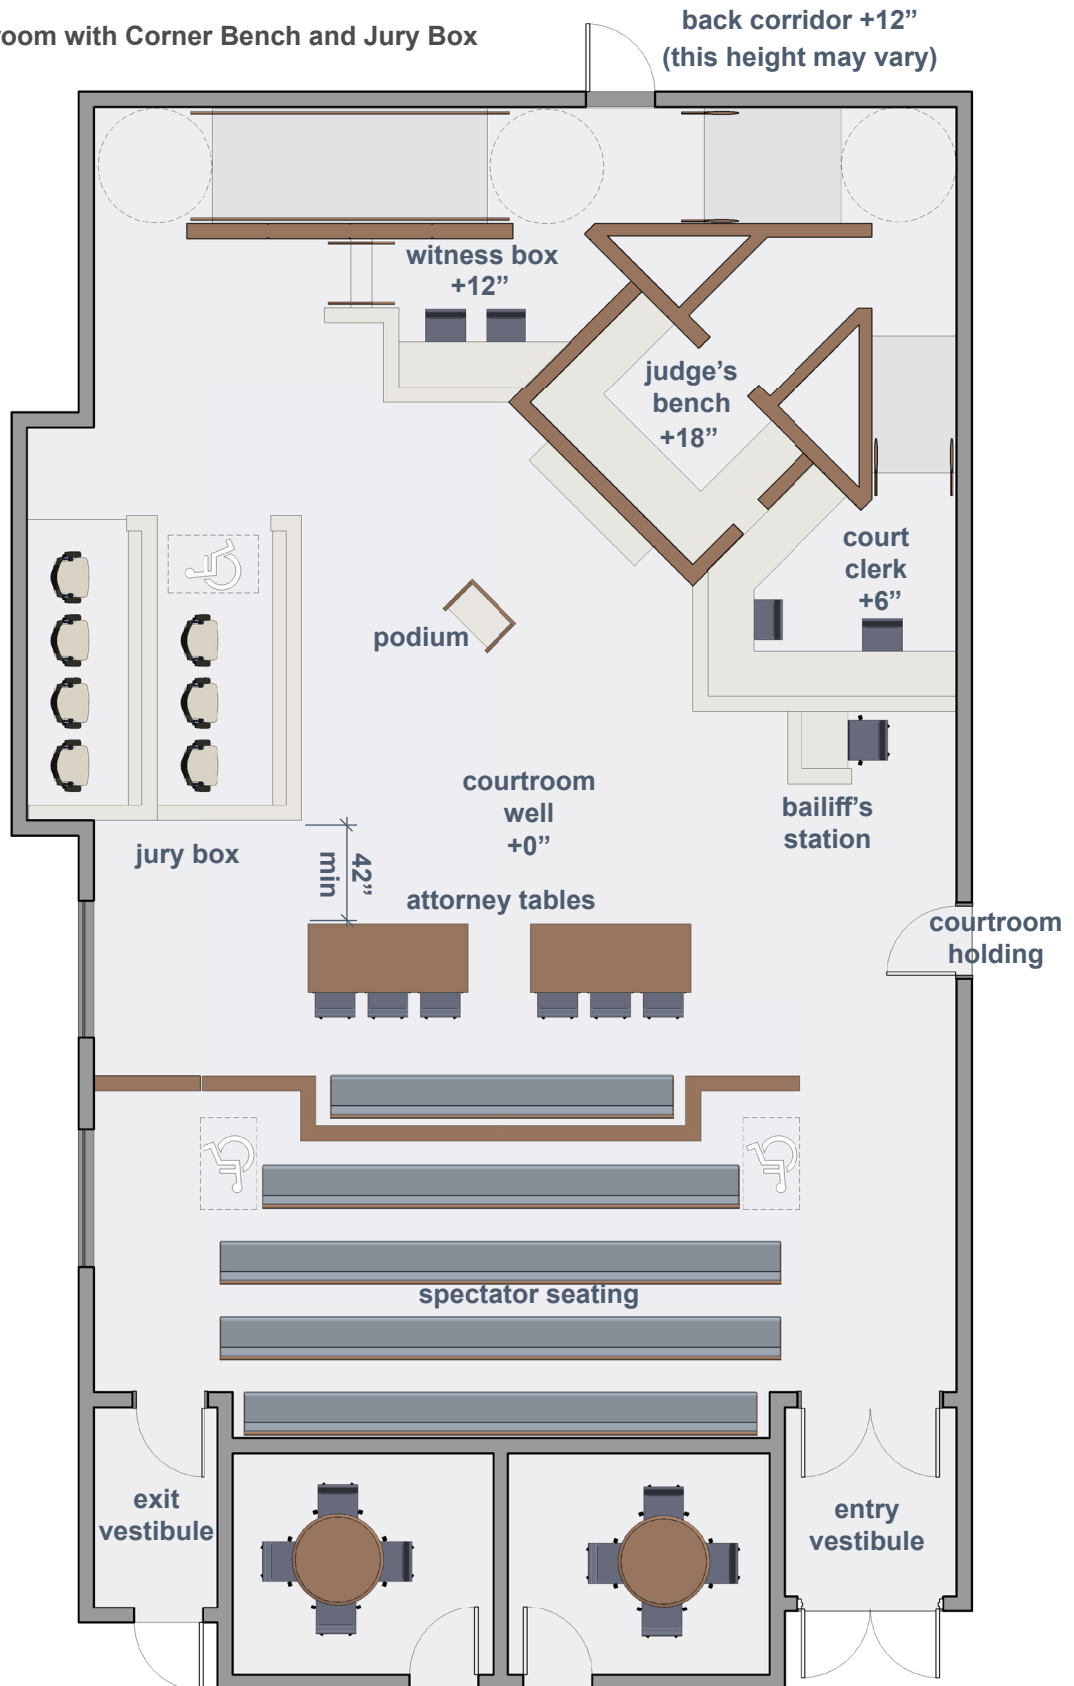 room with Corner Bench and Jury Box
back corridor +12”
(this height may vary)
witness box
+12”
judge’s
bench
+18”
court
clerk
+6”
podium
courtroom
well
+0”
bailiff’s
station
jury box
42”
min
attorney tables
courtroom
holding
spectator seating
exit
vestibule
entry
vestibule